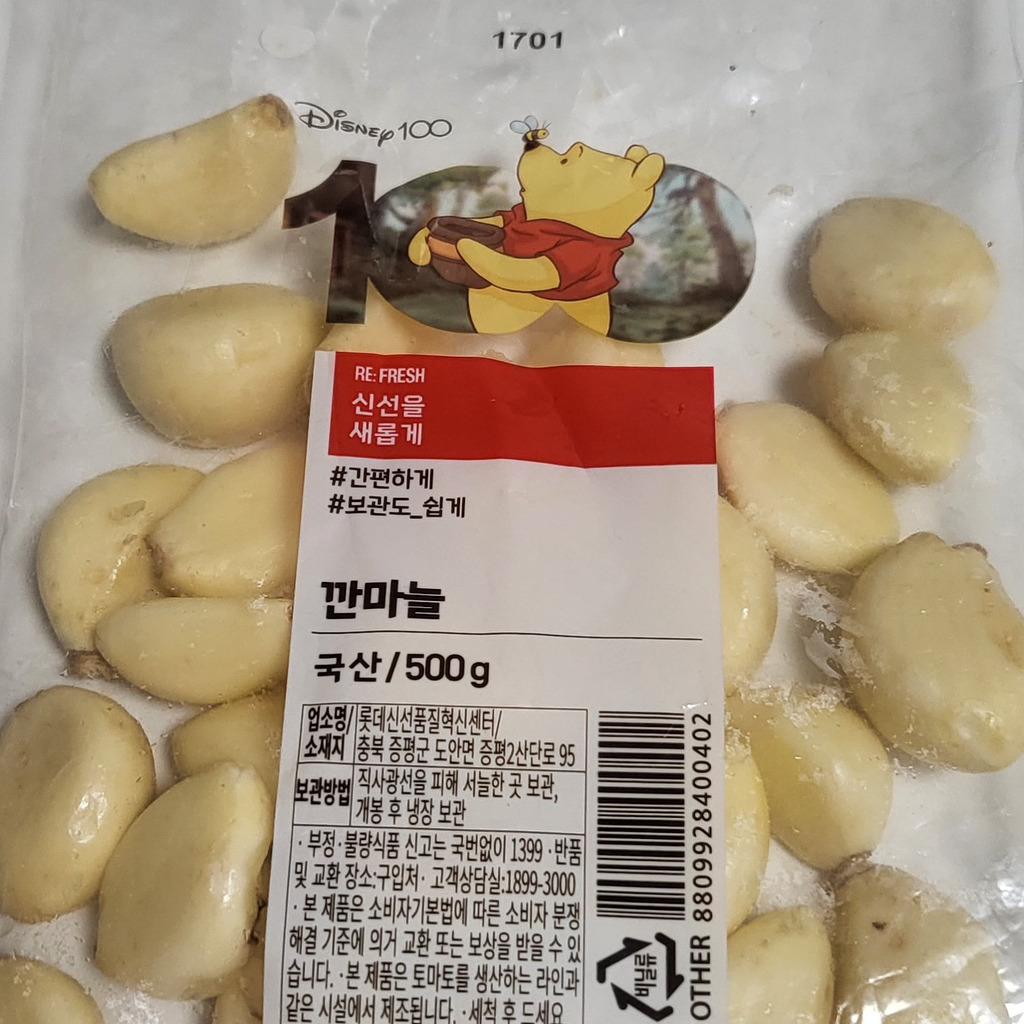 1701
Disney100
100
RE: FRESH
신선을
새롭게
#간편하게
#보관도_쉽게
깐마늘
국산/500g
업소명/
소재지
롯데신선품질혁신센터/
충북 증평군 도안면 증평2산단로 95
보관방법
직사광선을 피해 서늘한 곳 보관,
개봉 후 냉장 보관
· 부정·불량식품 신고는 국번없이 1399 ·반품
및 교환 장소:구입처· 고객상담실:1899-3000
· 본 제품은 소비자기본법에 따른 소비자 분쟁
해결 기준에 의거 교환 또는 보상을 받을 수 있
습니다. ·본 제품은 토마토를 생산하는 라인과
같은 시설에서 제조됩니다. ·세척 후 드세요
8809928400402
비닐류
OTHER